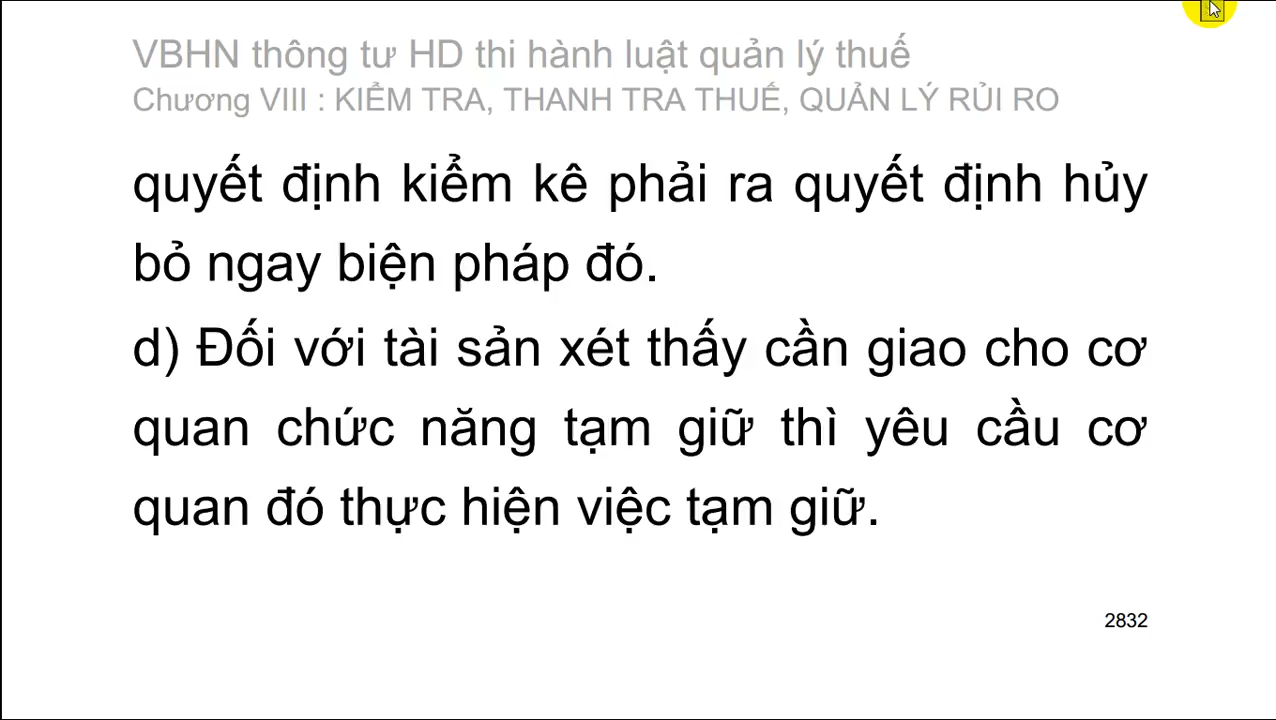 VBHN thông tư HD thi hành luật quản lý thuế
Chương VIII : KIỂM TRA, THANH TRA THUẾ, QUẢN LÝ RỦI RO
quyết định kiểm kê phải ra quyết định hủy
bỏ ngay biện pháp đó.
d) Đối với tài sản xét thấy cần giao cho cơ
quan chức năng tạm giữ thì yêu cầu cơ
quan đó thực hiện việc tạm giữ.
2832